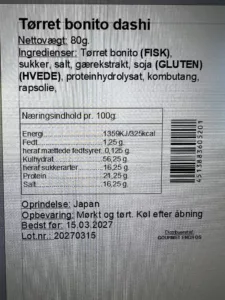 Tørret bonito dashi
Nettovægt: 80g.
Ingredienser: Tørret bonito (FISK),
sukker, salt, gærekstrakt, soja (GLUTEN)
(HVEDE), proteinhydrolysat, kombutang,
rapsolie,
Næringsindhold pr. 100g:
Energi 1359KJ/325kcal
Fedt 1,25 g.
heraf mættede fedtsyrer 0,125 g.
Kulhydrat 56,25 g.
heraf sukkerarter 16,25 g.
Protein 21,25 g.
Salt 16,25 g.
4513883605201
Oprindelse: Japan
Opbevaring: Mørkt og tørt. Køl efter åbning
Bedst før: 15.03.2027
Lot.nr.: 20270315